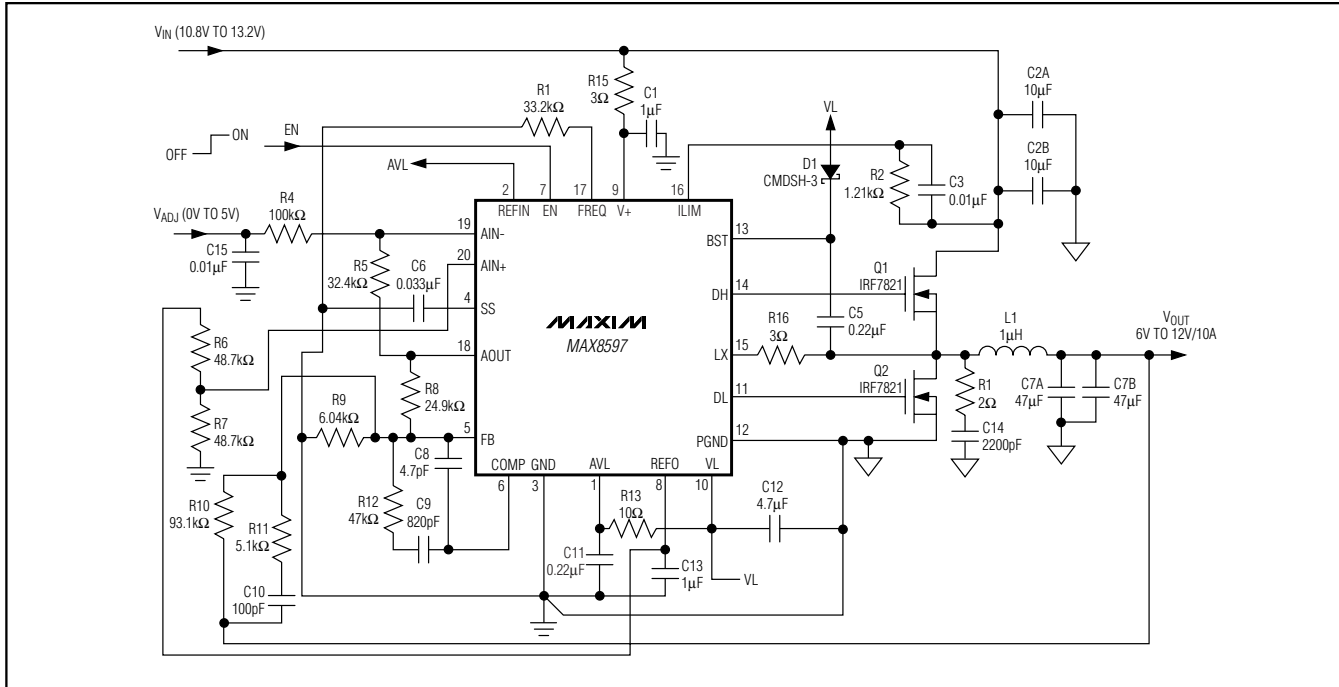 V_IN (10.8V TO 13.2V)
R15
3Ω
C1
1µF
C2A
10µF
R1
33.2kΩ
VL
EN
OFF
ON
AVL
D1
CMDSH-3
R2
1.21kΩ
C3
0.01µF
C2B
10µF
2
7
17
9
16
REFIN
EN
FREQ
V+
ILIM
V_ADJ (0V TO 5V)
R4
100kΩ
C15
0.01µF
19
AIN-
20
AIN+
R5
32.4kΩ
C6
0.033µF
4
SS
18
AOUT
MAXIM
MAX8597
BST
13
DH
14
Q1
IRF7821
C5
0.22µF
R16
3Ω
LX
15
L1
1µH
V_OUT
6V TO 12V/10A
Q2
IRF7821
DL
11
R1
2Ω
C14
2200pF
C7A
47µF
C7B
47µF
PGND
12
R6
48.7kΩ
R7
48.7kΩ
R8
24.9kΩ
R9
6.04kΩ
5
FB
C8
4.7pF
COMP
GND
AVL
REFO
VL
6
3
1
8
10
R10
93.1kΩ
R11
5.1kΩ
R12
47kΩ
C9
820pF
R13
10Ω
C12
4.7µF
C11
0.22µF
C13
1µF
VL
C10
100pF